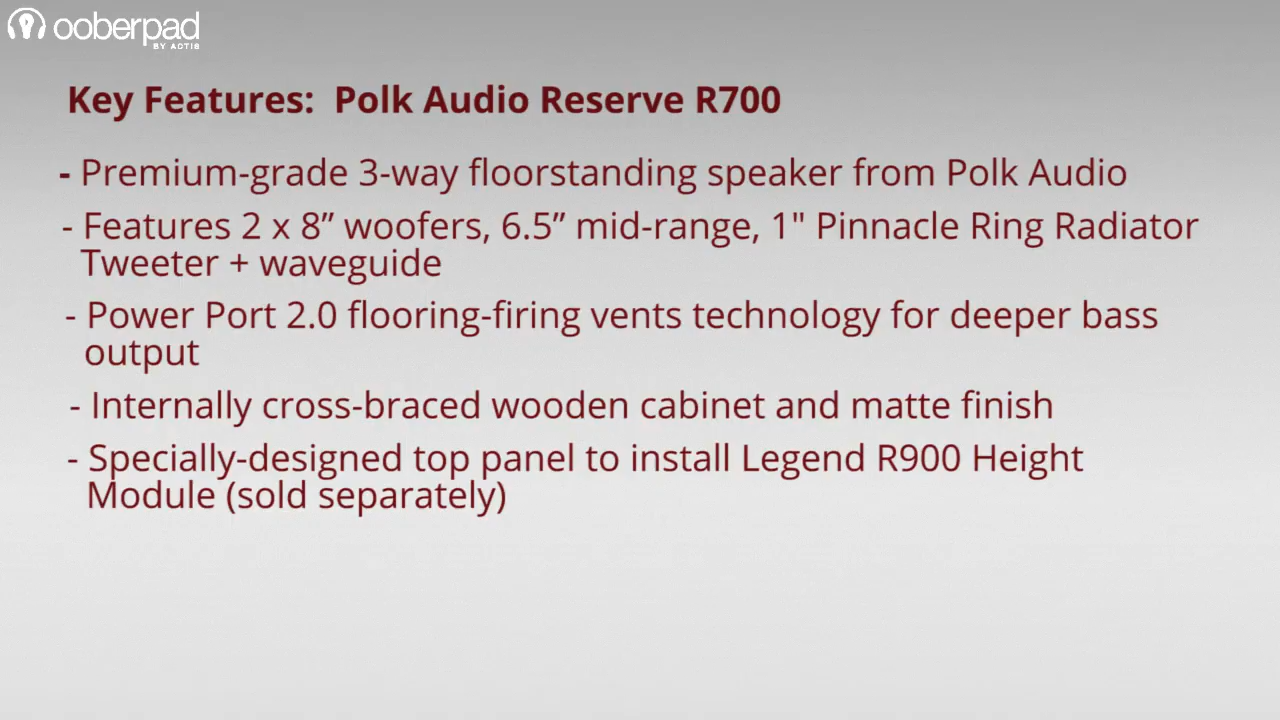 ooberpad
BY ACTIS
Key Features:  Polk Audio Reserve R700
- Premium-grade 3-way floorstanding speaker from Polk Audio
- Features 2 x 8” woofers, 6.5” mid-range, 1" Pinnacle Ring Radiator
Tweeter + waveguide
- Power Port 2.0 flooring-firing vents technology for deeper bass
output
- Internally cross-braced wooden cabinet and matte finish
- Specially-designed top panel to install Legend R900 Height
Module (sold separately)